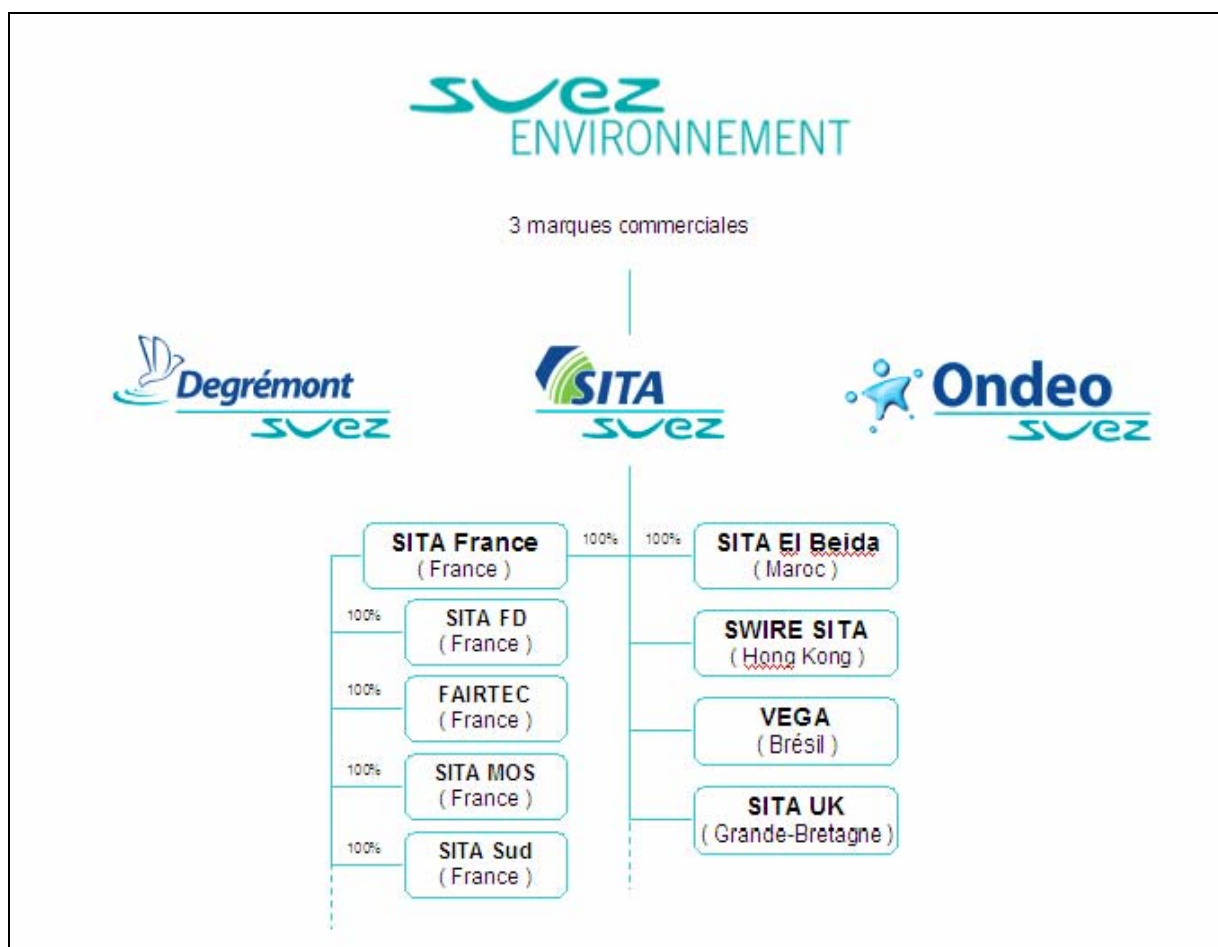 suez
ENVIRONNEMENT
3 marques commerciales
Degrémont
suez
SITA
suez
Ondeo
suez
SITA France
( France )
100%
100%
SITA El Beida
( Maroc )
100%
SITA FD
( France )
SWIRE SITA
( Hong Kong )
100%
FAIRTEC
( France )
VEGA
( Brésil )
100%
SITA MOS
( France )
SITA UK
( Grande-Bretagne )
100%
SITA Sud
( France )